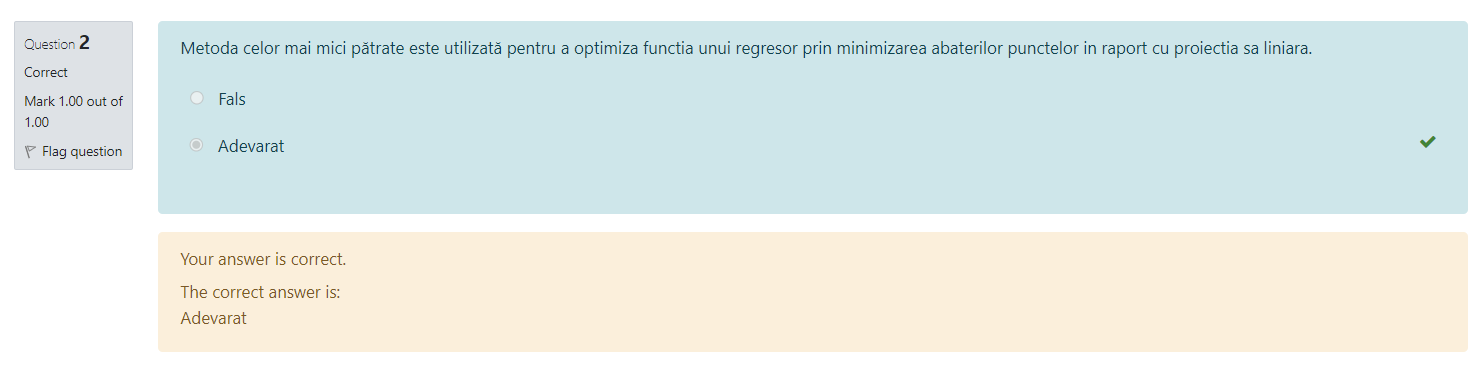 Question 2
Correct
Mark 1.00 out of
1.00
Flag question
Metoda celor mai mici pătrate este utilizată pentru a optimiza functia unui regresor prin minimizarea abaterilor punctelor in raport cu proiectia sa liniara.
Fals
Adevarat
Your answer is correct.
The correct answer is:
Adevarat